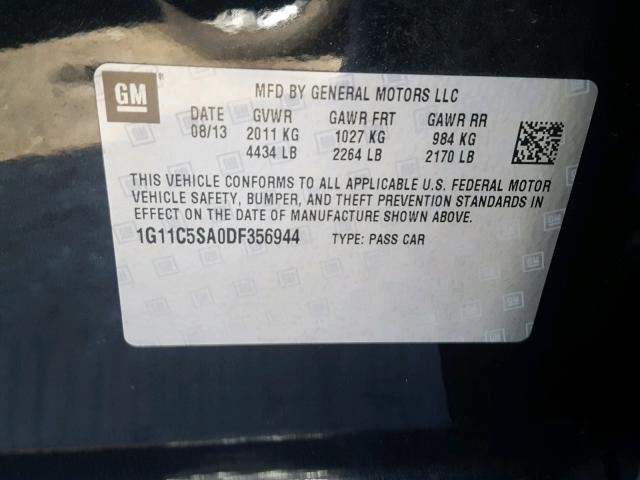 GM
MFD BY GENERAL MOTORS LLC
DATE GVWR GAWR FRT GAWR RR
08/13 2011 KG 1027 KG 984 KG
4434 LB 2264 LB 2170 LB
THIS VEHICLE CONFORMS TO ALL APPLICABLE U.S. FEDERAL MOTOR
VEHICLE SAFETY, BUMPER, AND THEFT PREVENTION STANDARDS IN
EFFECT ON THE DATE OF MANUFACTURE SHOWN ABOVE.
1G11C5SA0DF356944 TYPE: PASS CAR